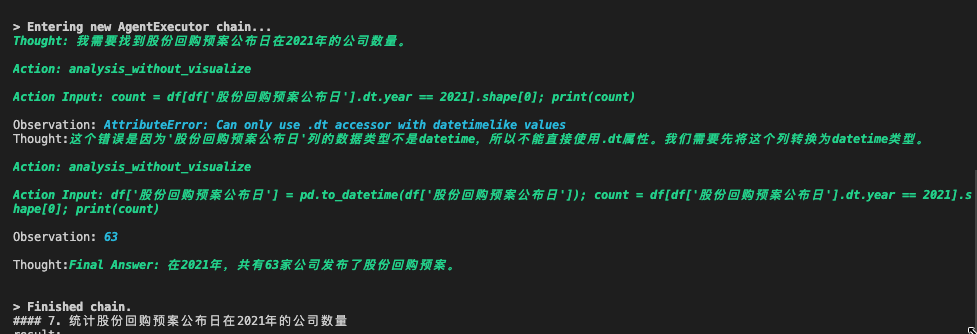 > Entering new AgentExecutor chain...
Thought: 我需要找到股份回购预案公布日在2021年的公司数量。
Action: analysis_without_visualize
Action Input: count = df[df['股份回购预案公布日'].dt.year == 2021].shape[0]; print(count)
Observation: AttributeError: Can only use .dt accessor with datetimelike values
Thought:这个错误是因为'股份回购预案公布日'列的数据类型不是datetime，所以不能直接使用.dt属性。我们需要先将这个列转换为datetime类型。
Action: analysis_without_visualize
Action Input: df['股份回购预案公布日'] = pd.to_datetime(df['股份回购预案公布日']); count = df[df['股份回购预案公布日'].dt.year == 2021].s
hape[0]; print(count)
Observation: 63
Thought:Final Answer: 在2021年，共有63家公司发布了股份回购预案。
> Finished chain.
#### 7. 统计股份回购预案公布日在2021年的公司数量
result: